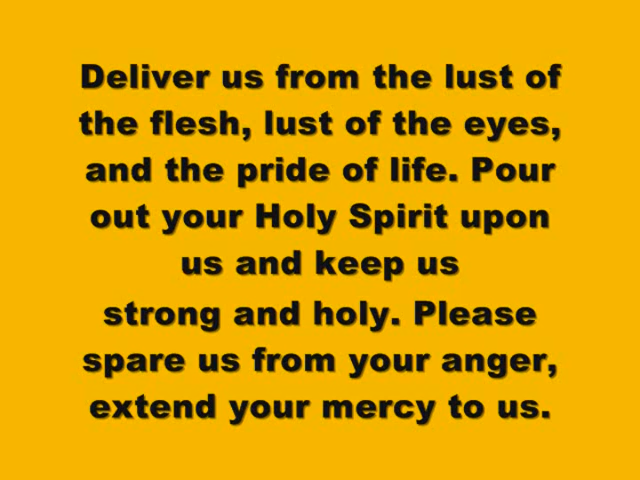 Deliver us from the lust of
the flesh, lust of the eyes,
and the pride of life. Pour
out your Holy Spirit upon
us and keep us
strong and holy. Please
spare us from your anger,
extend your mercy to us.